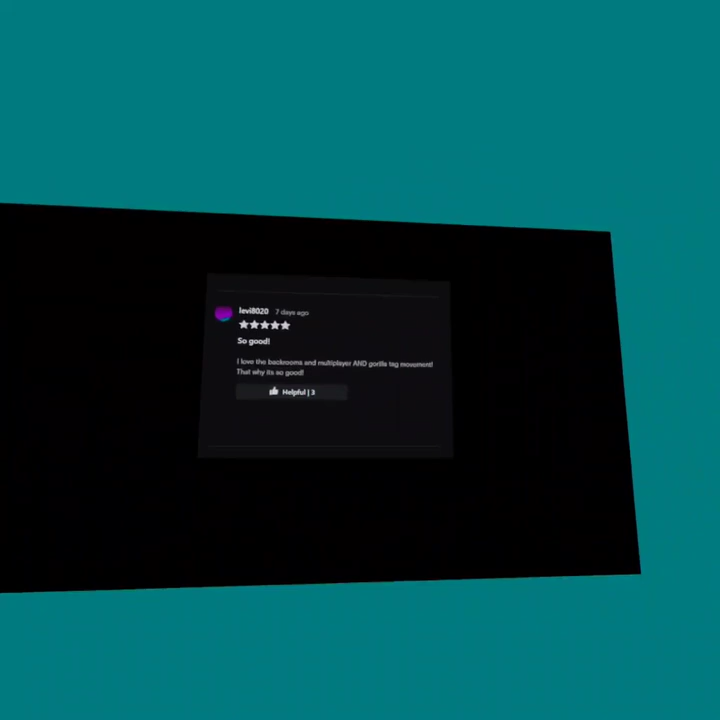 levi8020 7 days ago
So good!
I love the backrooms and multiplayer AND gorilla tag movement!
That why its so good!
Helpful | 3